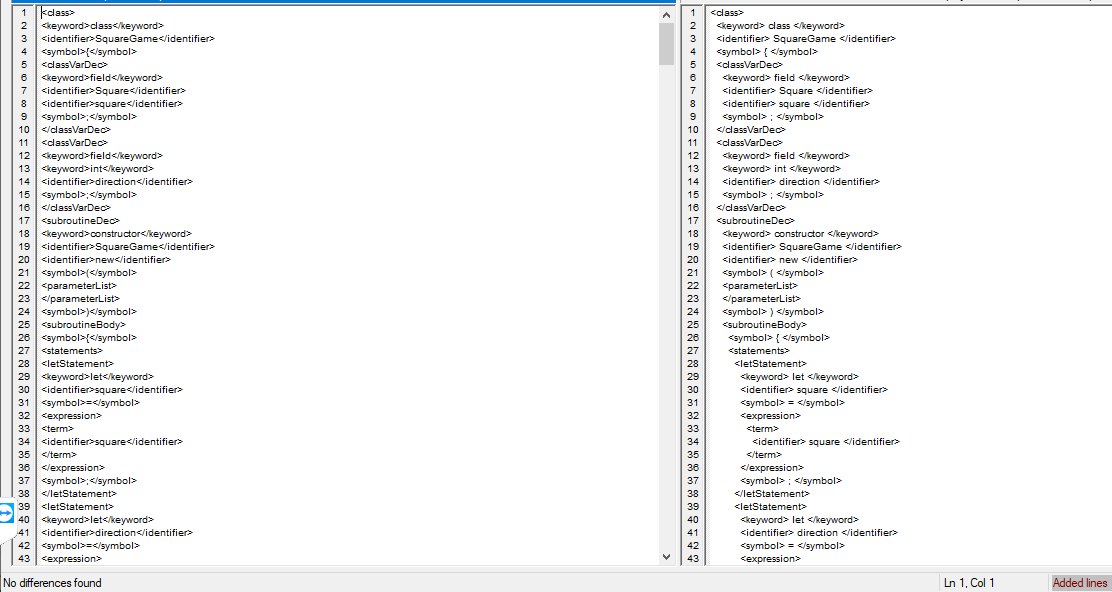 1 <class>
2 <keyword>class</keyword>
3 <identifier>SquareGame</identifier>
4 <symbol>{</symbol>
5 <classVarDec>
6 <keyword>field</keyword>
7 <identifier>Square</identifier>
8 <identifier>square</identifier>
9 <symbol>;</symbol>
10 </classVarDec>
11 <classVarDec>
12 <keyword>field</keyword>
13 <keyword>int</keyword>
14 <identifier>direction</identifier>
15 <symbol>;</symbol>
16 </classVarDec>
17 <subroutineDec>
18 <keyword>constructor</keyword>
19 <identifier>SquareGame</identifier>
20 <identifier>new</identifier>
21 <symbol>(</symbol>
22 <parameterList>
23 </parameterList>
24 <symbol>)</symbol>
25 <subroutineBody>
26 <symbol>{</symbol>
27 <statements>
28 <letStatement>
29 <keyword>let</keyword>
30 <identifier>square</identifier>
31 <symbol>=</symbol>
32 <expression>
33 <term>
34 <identifier>square</identifier>
35 </term>
36 </expression>
37 <symbol>;</symbol>
38 </letStatement>
39 <letStatement>
40 <keyword>let</keyword>
41 <identifier>direction</identifier>
42 <symbol>=</symbol>
43 <expression>
1 <class>
2 <keyword> class </keyword>
3 <identifier> SquareGame </identifier>
4 <symbol> { </symbol>
5 <classVarDec>
6 <keyword> field </keyword>
7 <identifier> Square </identifier>
8 <identifier> square </identifier>
9 <symbol> ; </symbol>
10 </classVarDec>
11 <classVarDec>
12 <keyword> field </keyword>
13 <keyword> int </keyword>
14 <identifier> direction </identifier>
15 <symbol> ; </symbol>
16 </classVarDec>
17 <subroutineDec>
18 <keyword> constructor </keyword>
19 <identifier> SquareGame </identifier>
20 <identifier> new </identifier>
21 <symbol> ( </symbol>
22 <parameterList>
23 </parameterList>
24 <symbol> ) </symbol>
25 <subroutineBody>
26 <symbol> { </symbol>
27 <statements>
28 <letStatement>
29 <keyword> let </keyword>
30 <identifier> square </identifier>
31 <symbol> = </symbol>
32 <expression>
33 <term>
34 <identifier> square </identifier>
35 </term>
36 </expression>
37 <symbol> ; </symbol>
38 </letStatement>
39 <letStatement>
40 <keyword> let </keyword>
41 <identifier> direction </identifier>
42 <symbol> = </symbol>
43 <expression>
No differences found
Ln 1, Col 1
Added lines